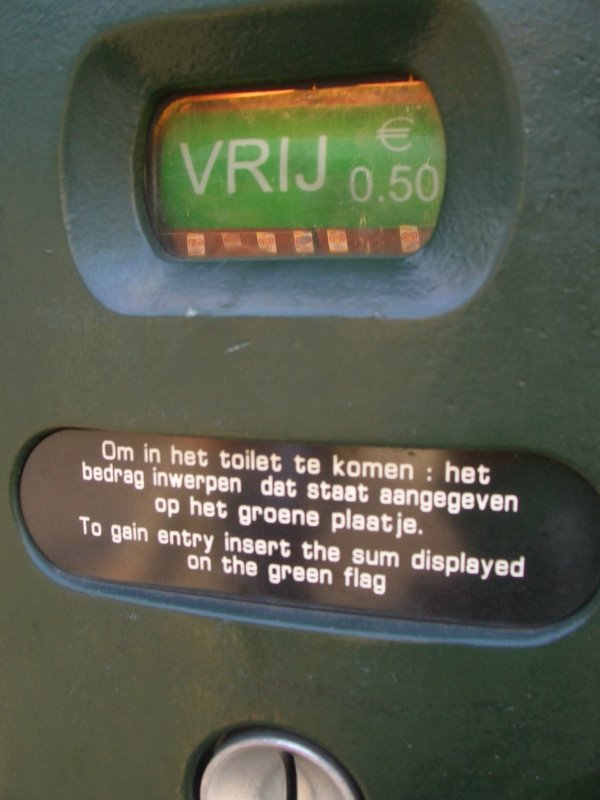 VRIJ €
0.50
Om in het toilet te komen : het
bedrag inwerpen dat staat aangegeven
op het groene plaatje.
To gain entry insert the sum displayed
on the green flag